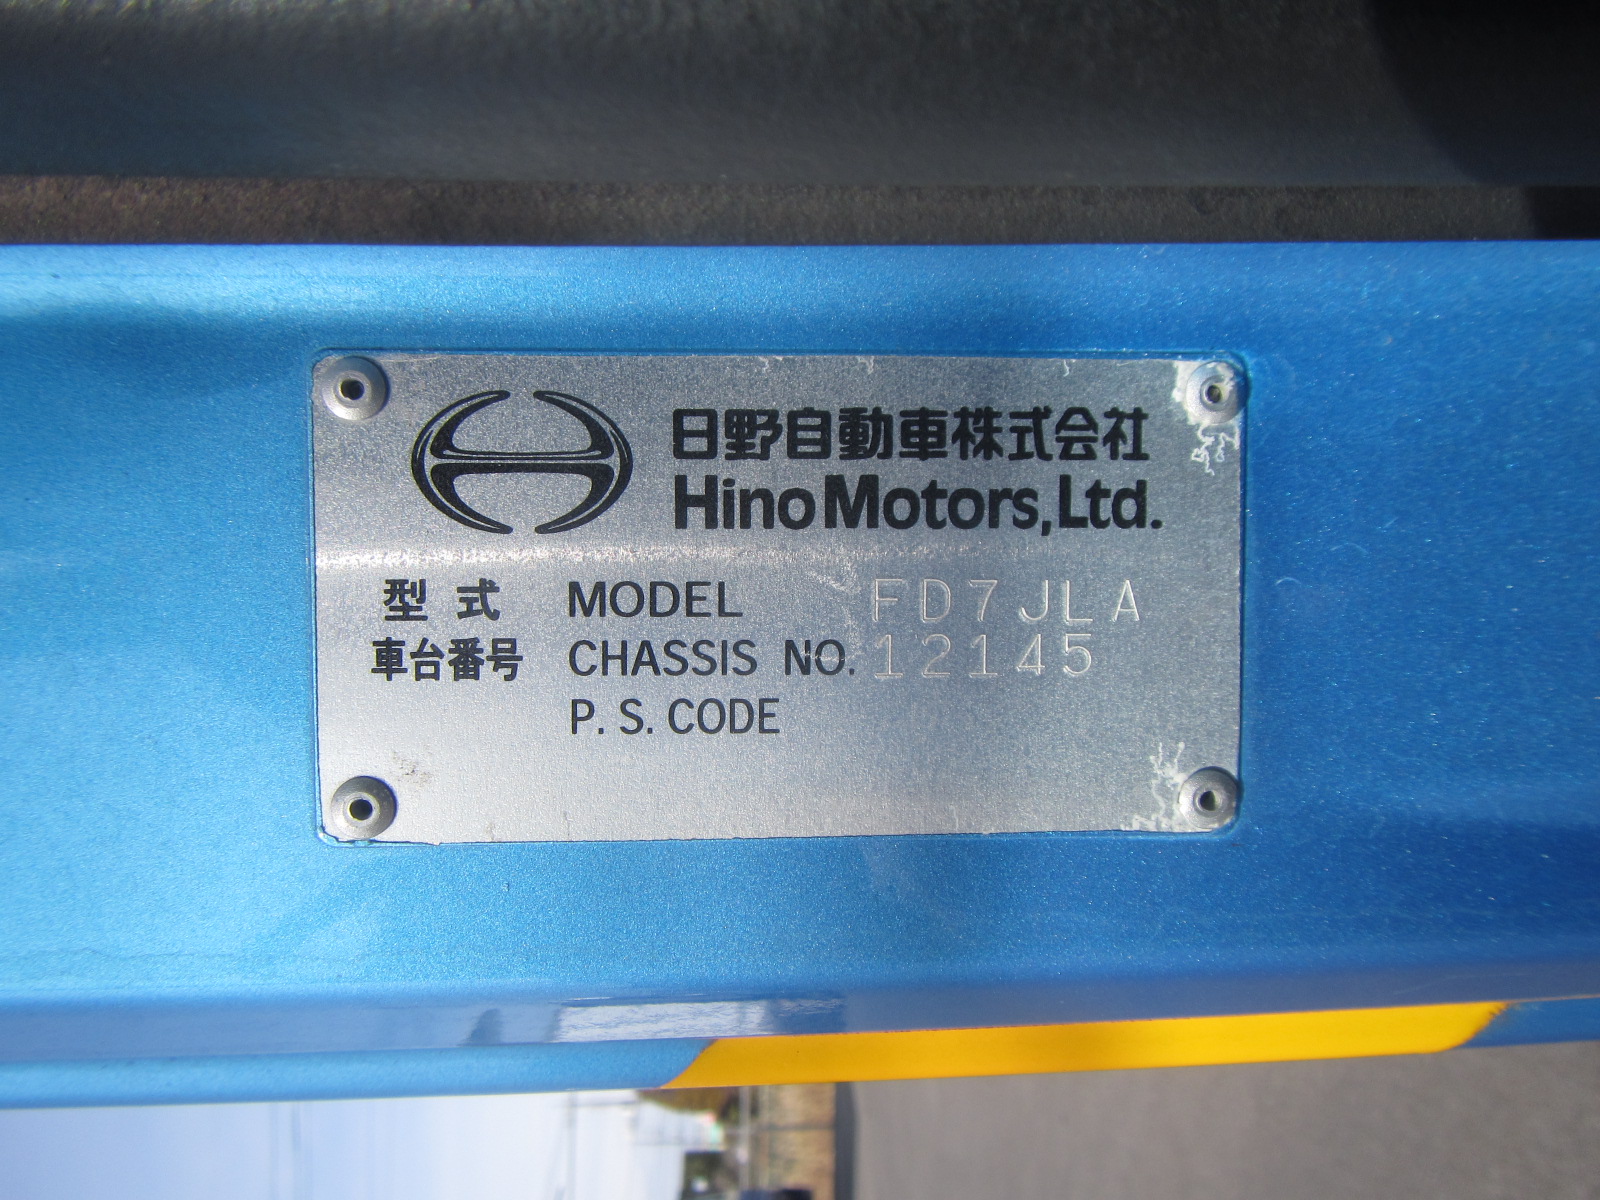 日野自動車株式会社
Hino Motors, Ltd.
型式 MODEL FD7JLA
車台番号 CHASSIS NO. 12145
P. S. CODE